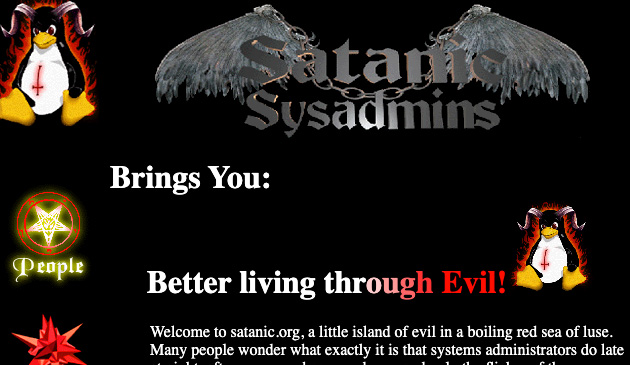 Satanic
Sysadmins
Brings You:
People
Better living through Evil!
Welcome to satanic.org, a little island of evil in a boiling red sea of luse.
Many people wonder what exactly it is that systems administrators do late